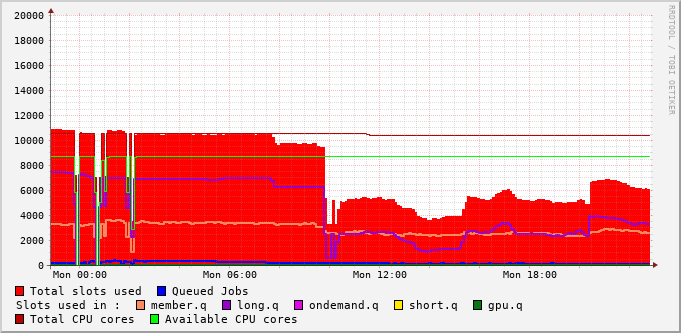 RRDTOOL / TOBI OETIKER
20000
18000
16000
14000
12000
10000
8000
6000
4000
2000
0
Mon 00:00 Mon 06:00 Mon 12:00 Mon 18:00
Total slots used Queued Jobs
Slots used in : member.q long.q ondemand.q short.q gpu.q
Total CPU cores Available CPU cores